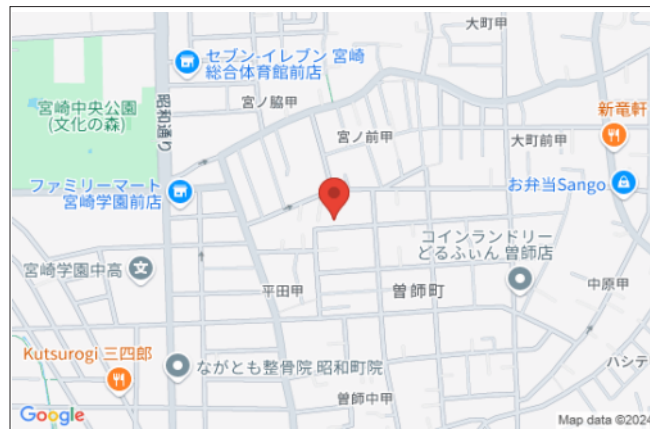 大町甲
セブン-イレブン 宮崎
総合体育館前店
宮崎中央公園
(文化の森)
昭和通り
宮ノ脇甲
宮ノ前甲
大町前甲
新竜軒
ファミリーマート
宮崎学園前店
お弁当Sango
コインランドリー
どるふぃん 曽師店
宮崎学園中高
平田甲
曽師町
中原甲
Kutsurogi 三四郎
ながとも整骨院 昭和町院
ハシテ
曽師中甲
Google
Map data ©2024